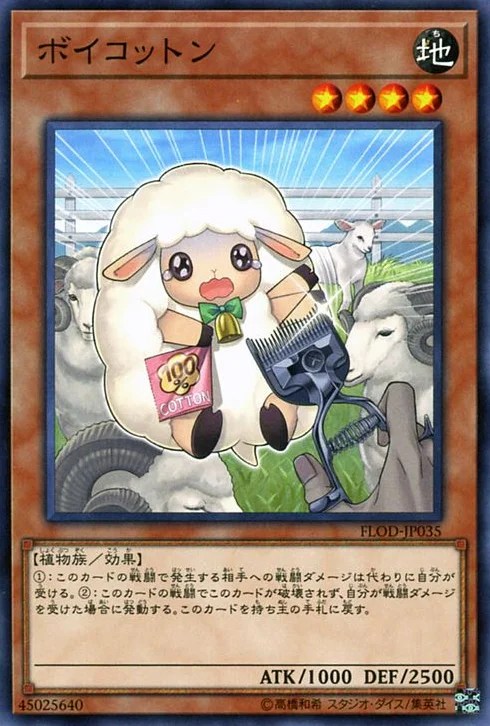 ボイコットン
地
100%
COTTON
FLOD-JP035
【植物族/効果】
①:このカードの戦闘で発生する相手への戦闘ダメージは代わりに自分が
受ける。②:このカードの戦闘でこのカードが破壊されず、自分が戦闘ダメージ
を受けた場合に発動する。このカードを持ち主の手札に戻す。
ATK/1000 DEF/2500
45025640
©高橋和希 スタジオ・ダイス/集英社